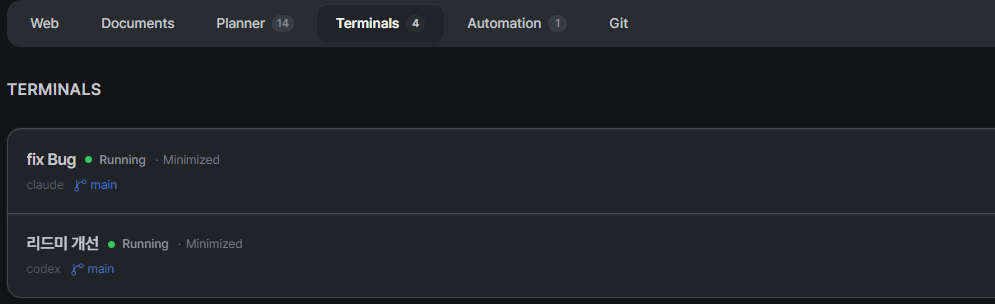 Web Documents Planner 14 Terminals 4 Automation 1 Git
TERMINALS
fix Bug Running · Minimized
claude main
리드미 개선 Running · Minimized
codex main